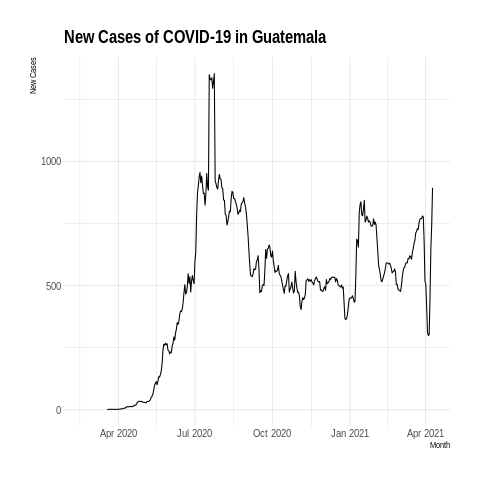 New Cases of COVID-19 in Guatemala
New Cases
1000
500
0
Apr 2020 Jul 2020 Oct 2020 Jan 2021 Apr 2021
Month